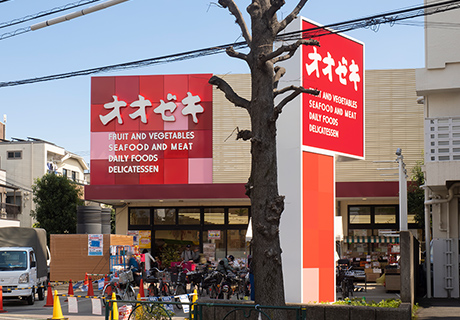 オオゼキ
FRUIT AND VEGETABLES
SEAFOOD AND MEAT
DAILY FOODS
DELICATESSEN
オオゼキ
FRUIT AND VEGETABLES
SEAFOOD AND MEAT
DAILY FOODS
DELICATESSEN